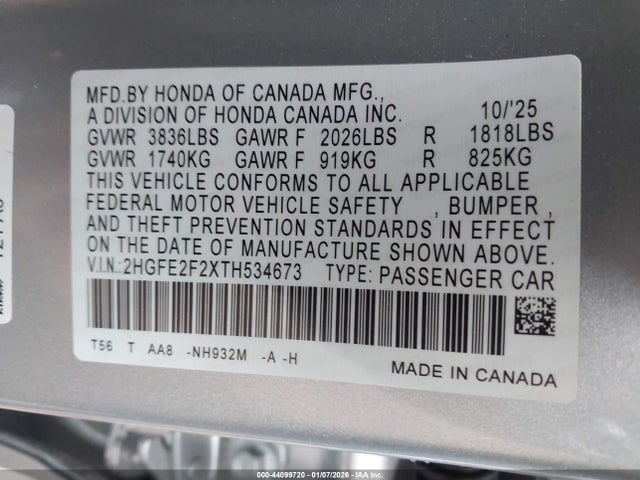 MFD.BY HONDA OF CANADA MFG.,
A DIVISION OF HONDA CANADA INC. 10/'25
GVWR 3836LBS GAWR F 2026LBS R 1818LBS
GVWR 1740KG GAWR F 919KG R 825KG
THIS VEHICLE CONFORMS TO ALL APPLICABLE
FEDERAL MOTOR VEHICLE SAFETY , BUMPER ,
AND THEFT PREVENTION STANDARDS IN EFFECT
ON THE DATE OF MANUFACTURE SHOWN ABOVE.
V.I.N.:2HGFE2F2XTH534673 TYPE: PASSENGER CAR
T56 T AA8 -NH932M -A -H
MADE IN CANADA
000-44099720 — 01/07/2026 — IAA Inc.